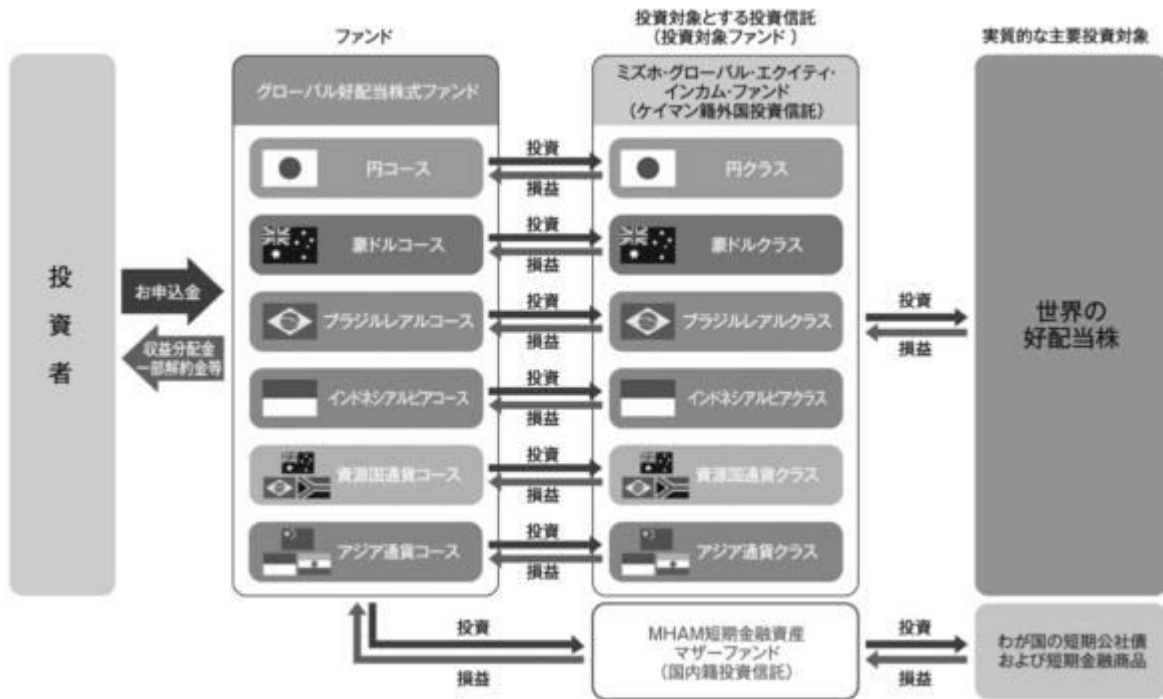 ファンド
投資対象とする投資信託
(投資対象ファンド)
実質的な主要投資対象
投資者
お申込金
収益分配金
一部解約金等
グローバル好配当株式ファンド
ミズホ・グローバル・エクイティ・
インカム・ファンド
(ケイマン籍外国投資信託)
円コース
投資
損益
円クラス
豪ドルコース
投資
損益
豪ドルクラス
ブラジルレアルコース
投資
損益
ブラジルレアルクラス
インドネシアルピアコース
投資
損益
インドネシアルピアクラス
資源国通貨コース
投資
損益
資源国通貨クラス
アジア通貨コース
投資
損益
アジア通貨クラス
投資
損益
世界の
好配当株
投資
損益
MHAM短期金融資産
マザーファンド
(国内籍投資信託)
投資
損益
わが国の短期公社債
および短期金融商品